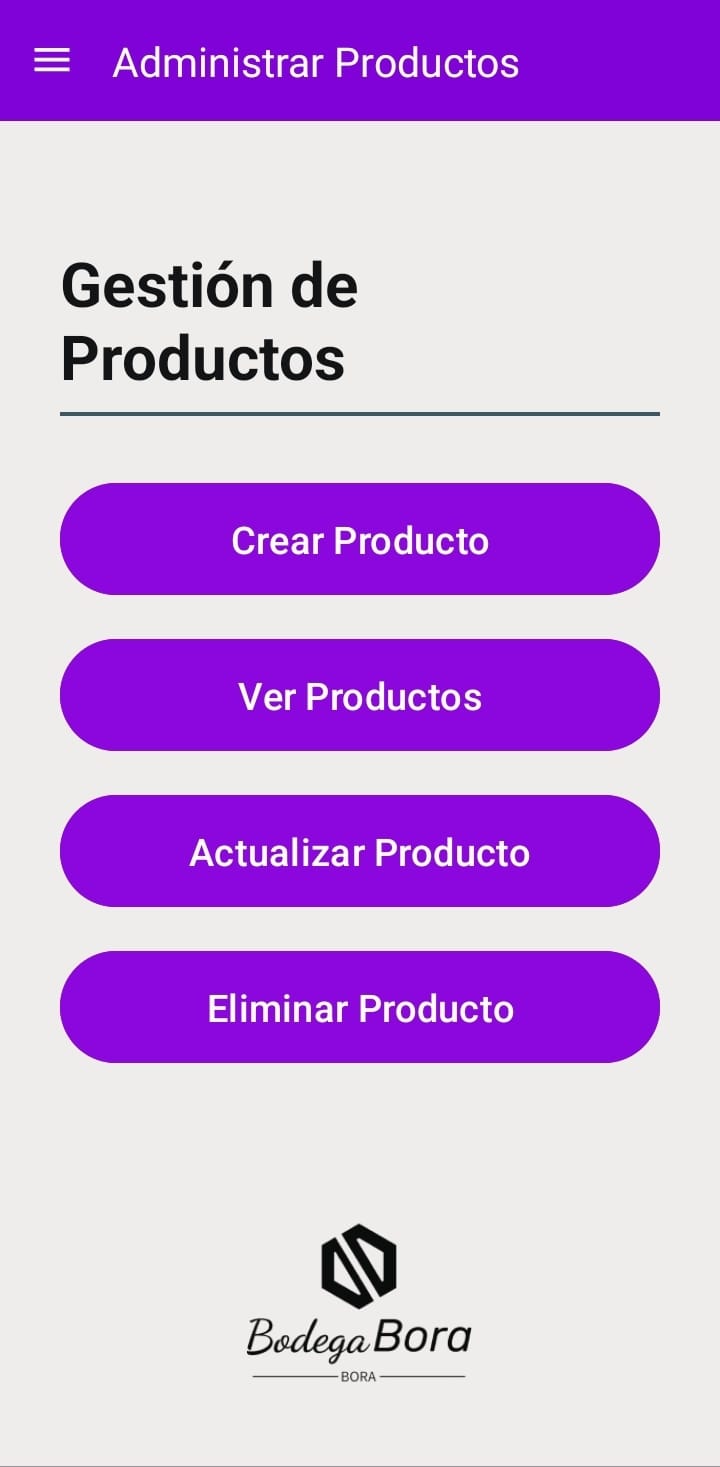 Administrar Productos
Gestión de
Productos
Crear Producto
Ver Productos
Actualizar Producto
Eliminar Producto
Bodega Bora
BORA